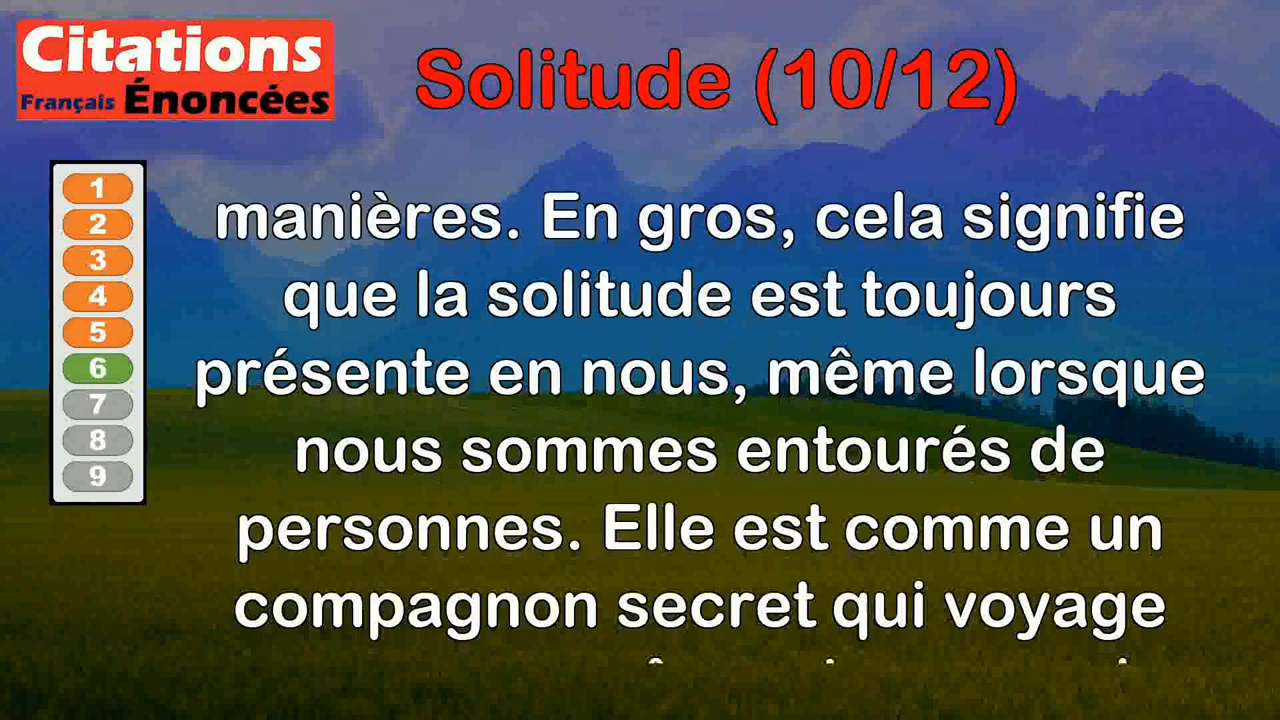 Citations
Français Énoncées
Solitude (10/12)
1
2
3
4
5
6
7
8
9
manières. En gros, cela signifie
que la solitude est toujours
présente en nous, même lorsque
nous sommes entourés de
personnes. Elle est comme un
compagnon secret qui voyage